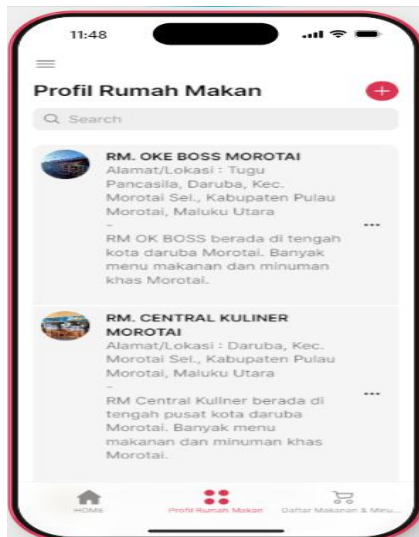 11:48
Profil Rumah Makan
Search
RM. OKE BOSS MOROTAI
Alamat/Lokasi : Tugu
Pancasila, Daruba, Kec.
Morotai Sel., Kabupaten Pulau
Morotai, Maluku Utara
-
RM OK BOSS berada di tengah
kota daruba Morotai. Banyak
menu makanan dan minuman
khas Morotai.
RM. CENTRAL KULINER
MOROTAI
Alamat/Lokasi : Daruba, Kec.
Morotai Sel., Kabupaten Pulau
Morotai, Maluku Utara
-
RM Central Kuliner berada di
tengah pusat kota daruba
Morotai. Banyak menu
makanan dan minuman khas
Morotai.
HOME
Profil Rumah Makan
Daftar Makanan & Minu...